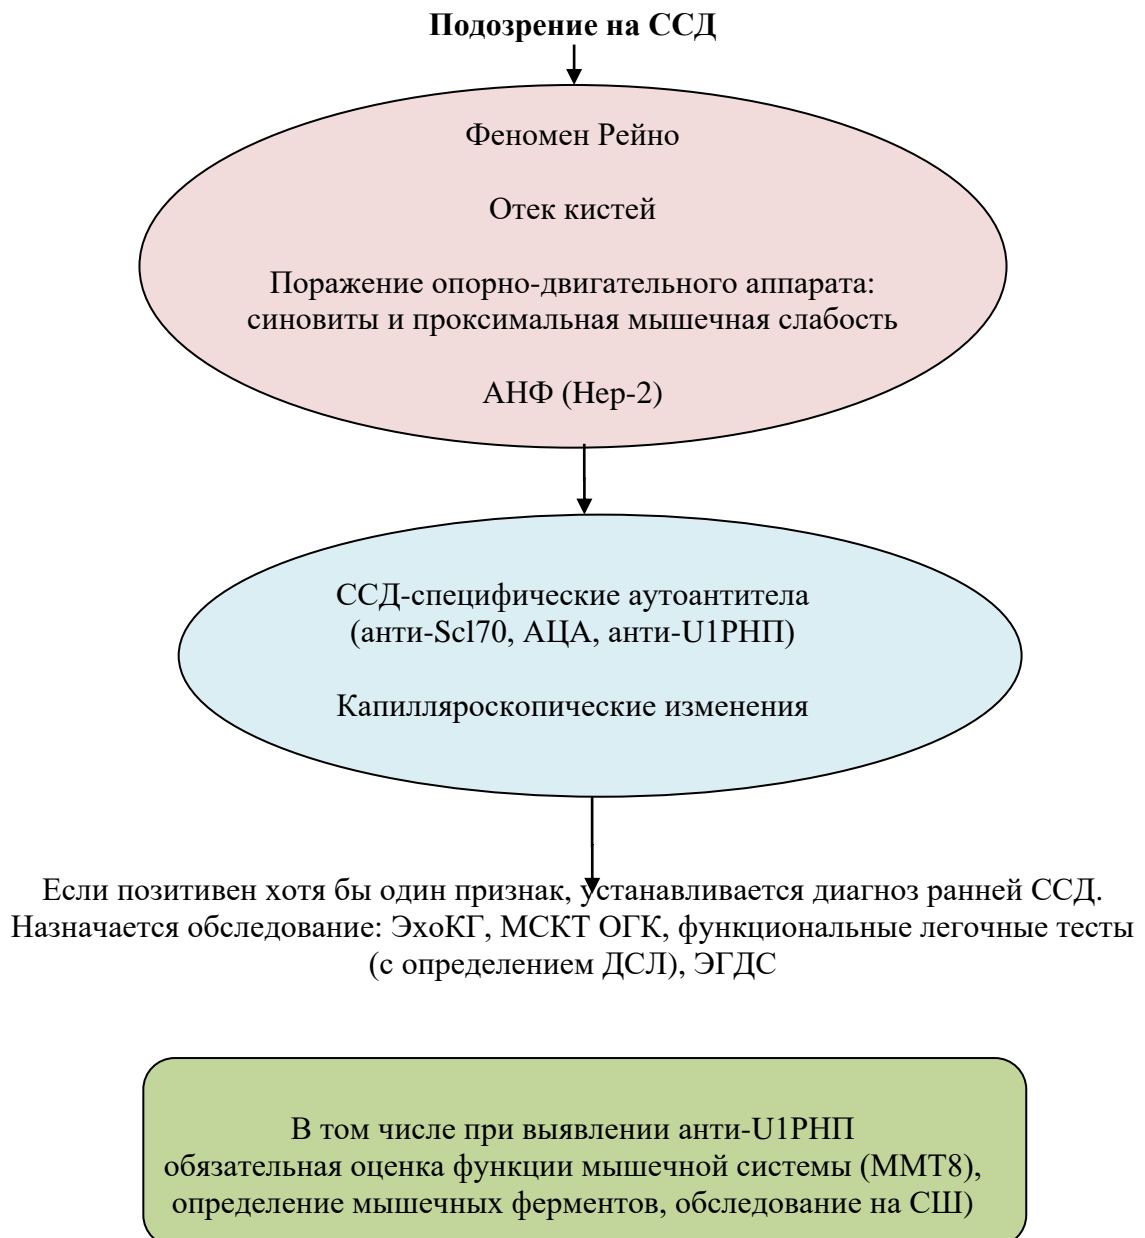 Подозрение на ССД
Феномен Рейно
Отек кистей
Поражение опорно-двигательного аппарата:
синовиты и проксимальная мышечная слабость
АНФ (Нер-2)
ССД-специфические аутоантитела
(анти-Scl70, АЦА, анти-U1РНП)
Капилляроскопические изменения
Если позитивен хотя бы один признак, устанавливается диагноз ранней ССД.
Назначается обследование: ЭхоКГ, МСКТ ОГК, функциональные легочные тесты
(с определением ДСЛ), ЭГДС
В том числе при выявлении анти-U1РНП
обязательная оценка функции мышечной системы (ММТ8),
определение мышечных ферментов, обследование на СШ)